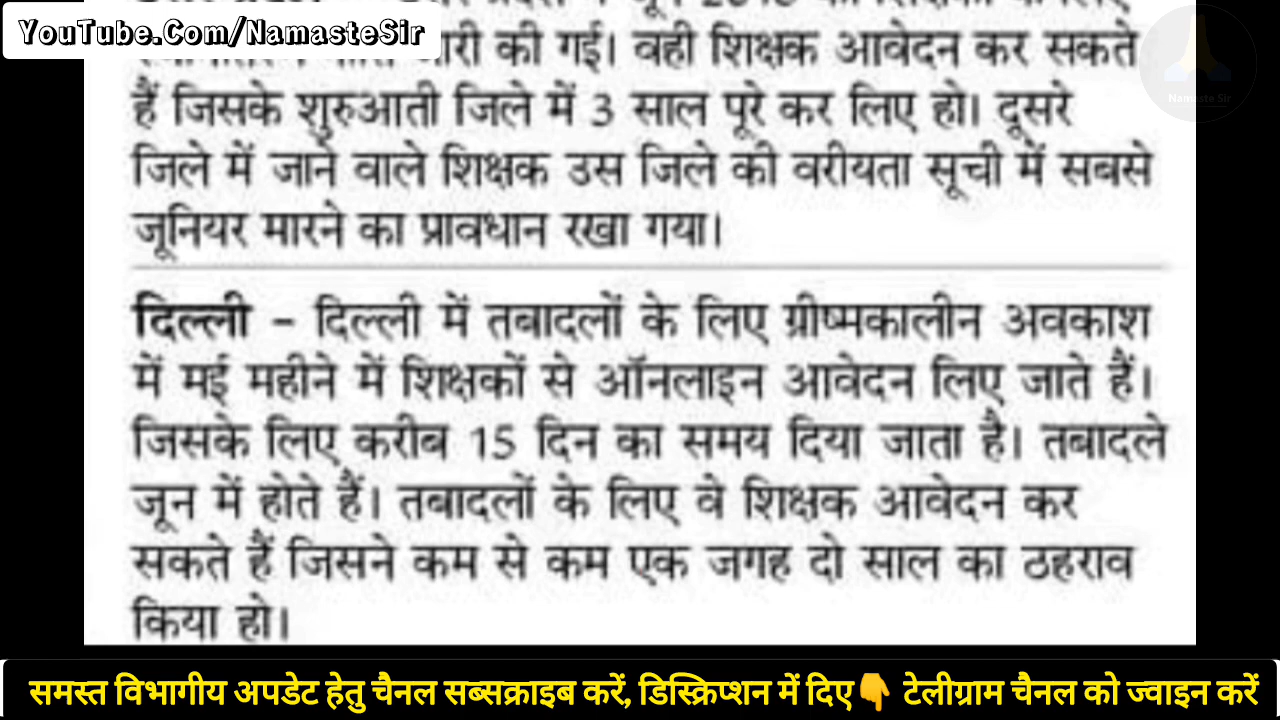 YouTube.Com/NamasteSir
की गई। वही शिक्षक आवेदन कर सकते
Namaste Sir
हैं जिसके शुरुआती जिले में 3 साल पूरे कर लिए हो। दूसरे
जिले में जाने वाले शिक्षक उस जिले की वरीयता सूची में सबसे
जूनियर मारने का प्रावधान रखा गया।
दिल्ली – दिल्ली में तबादलों के लिए ग्रीष्मकालीन अवकाश
में मई महीने में शिक्षकों से ऑनलाइन आवेदन लिए जाते हैं।
जिसके लिए करीब 15 दिन का समय दिया जाता है। तबादले
जून में होते हैं। तबादलों के लिए वे शिक्षक आवेदन कर
सकते हैं जिसने कम से कम एक जगह दो साल का ठहराव
किया हो।
समस्त विभागीय अपडेट हेतु चैनल सब्सक्राइब करें, डिस्क्रिप्शन में दिए👇 टेलीग्राम चैनल को ज्वाइन करें